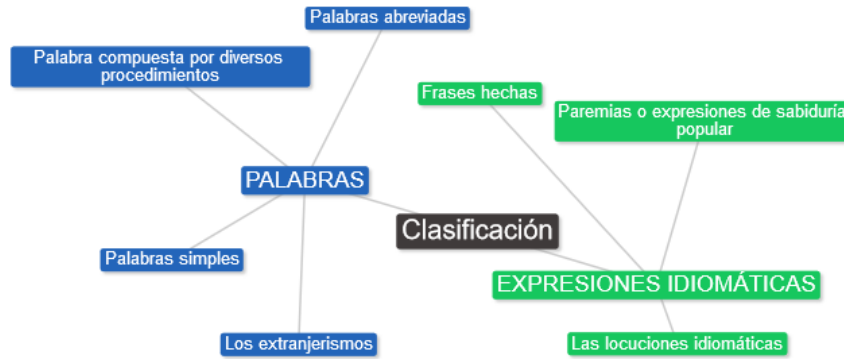 Palabras abreviadas
Palabra compuesta por diversos
procedimientos
Frases hechas
Paremias o expresiones de sabiduría
popular
PALABRAS
Clasificación
Palabras simples
EXPRESIONES IDIOMÁTICAS
Los extranjerismos
Las locuciones idiomáticas